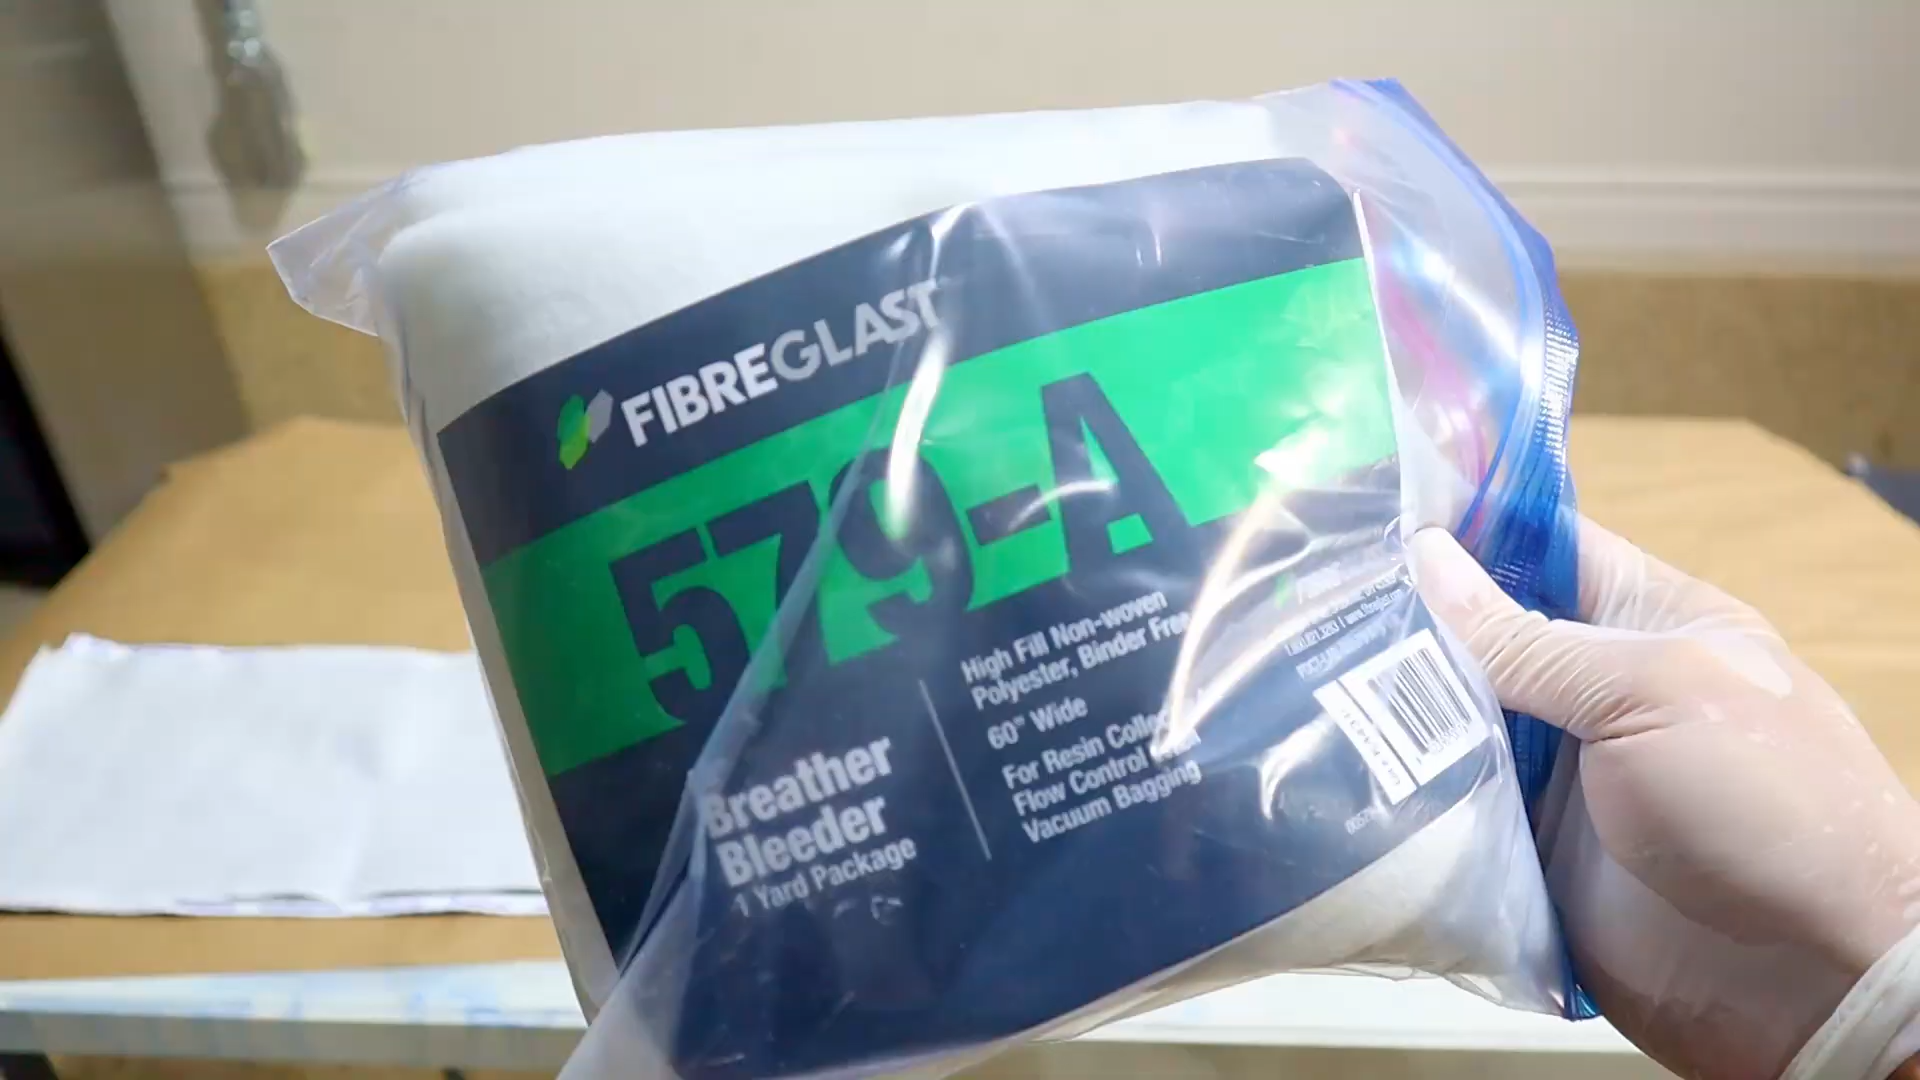 FIBREGLAST
579-A
Breather
Bleeder
1 Yard Package
High Fill Non-woven
Polyester, Binder Free
60" Wide
For Resin
Flow Control
Vacuum Bagging